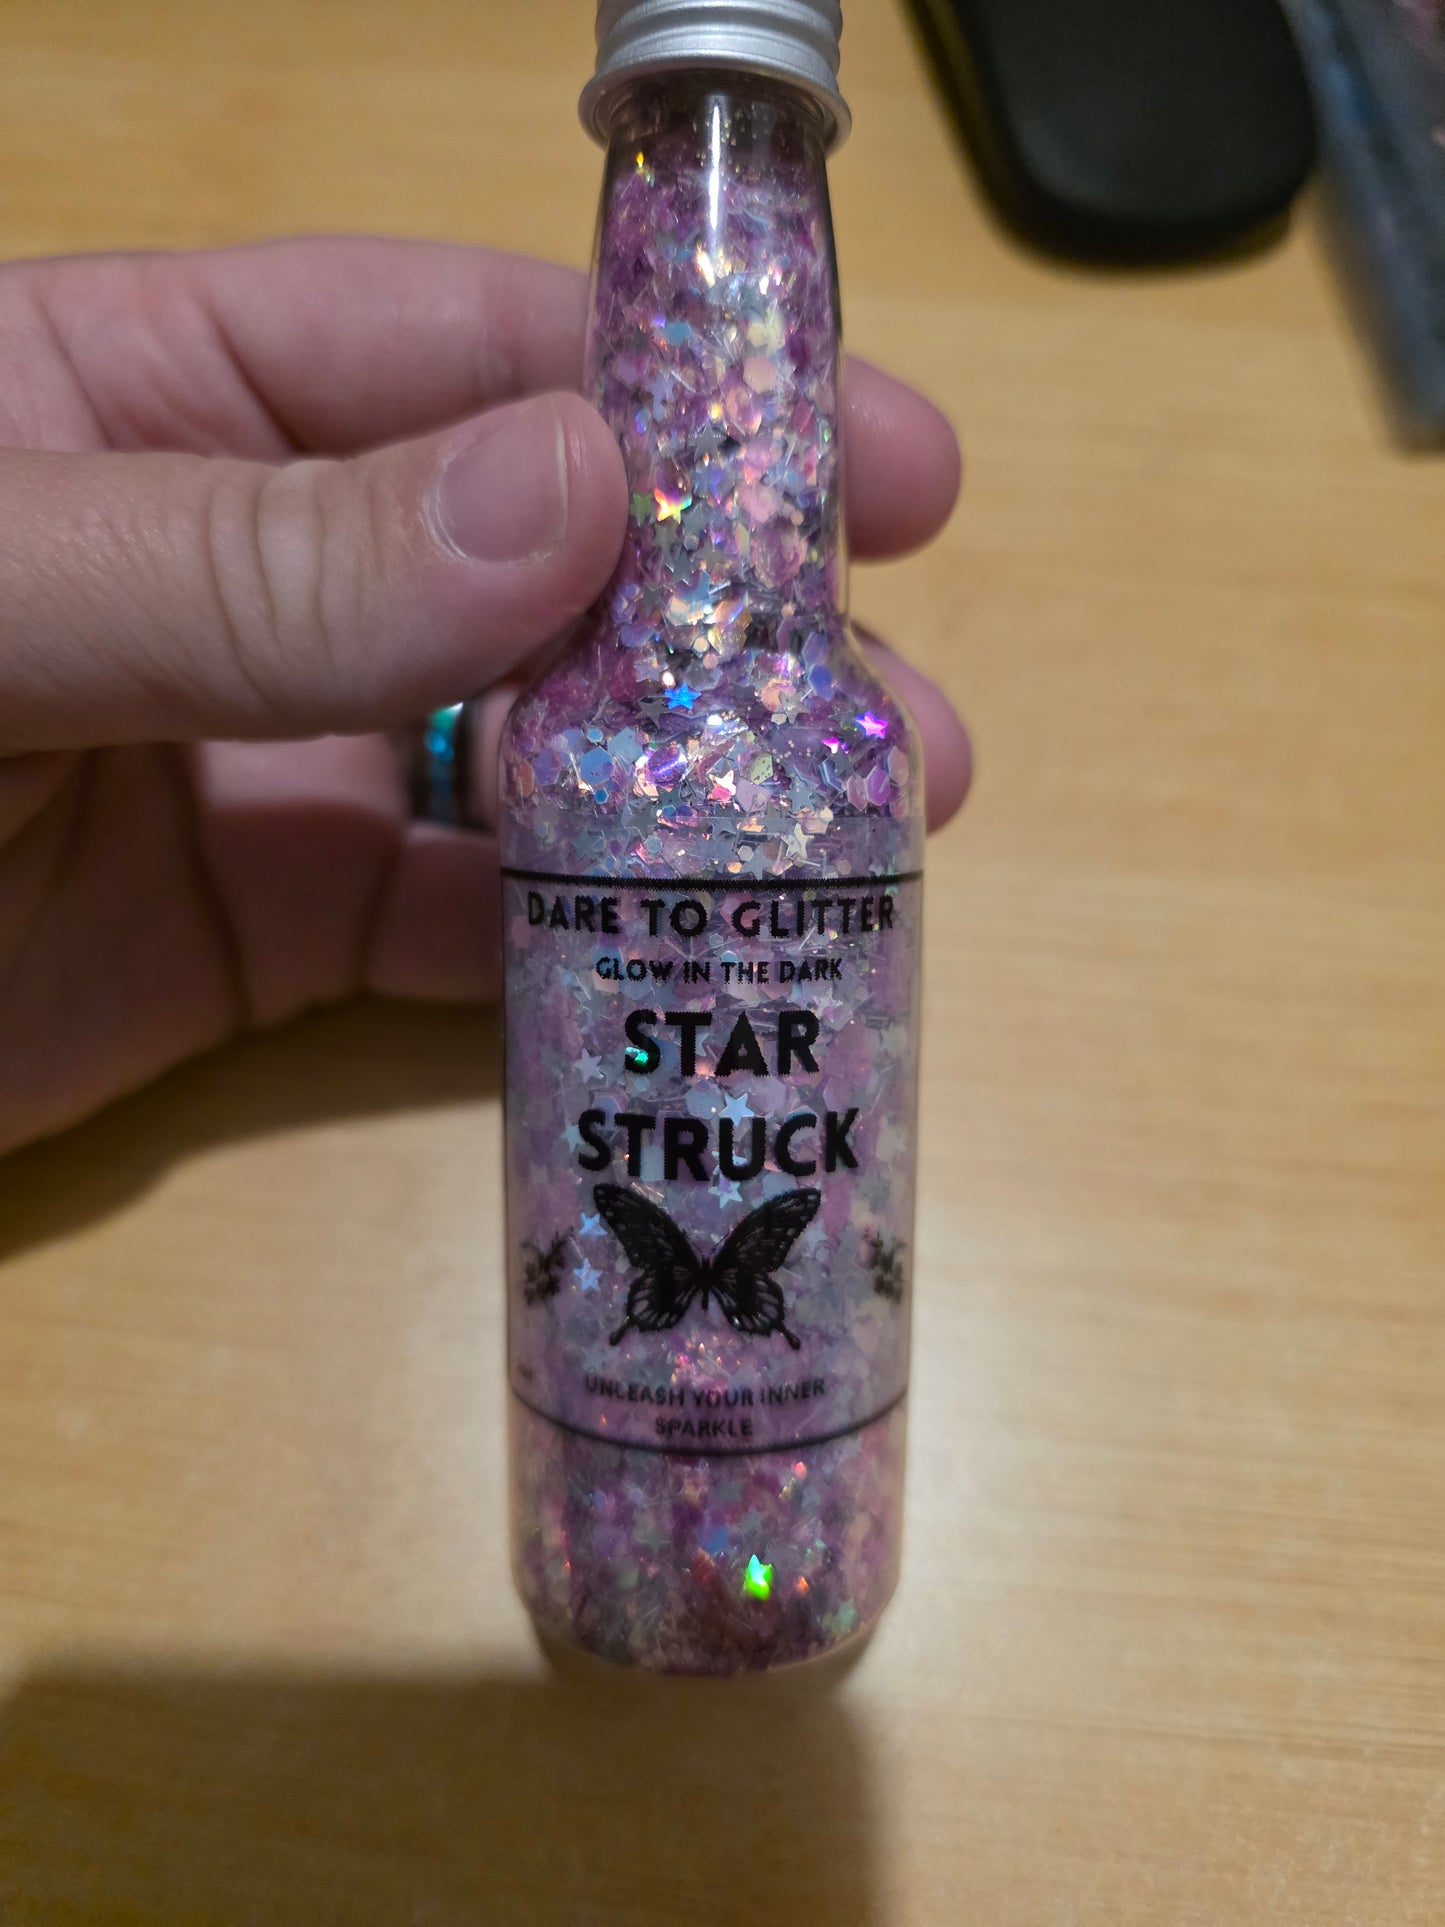 DARE TO GLITTER
GLOW IN THE DARK
STAR
STRUCK
UNLEASH YOUR INNER
SPARKLE